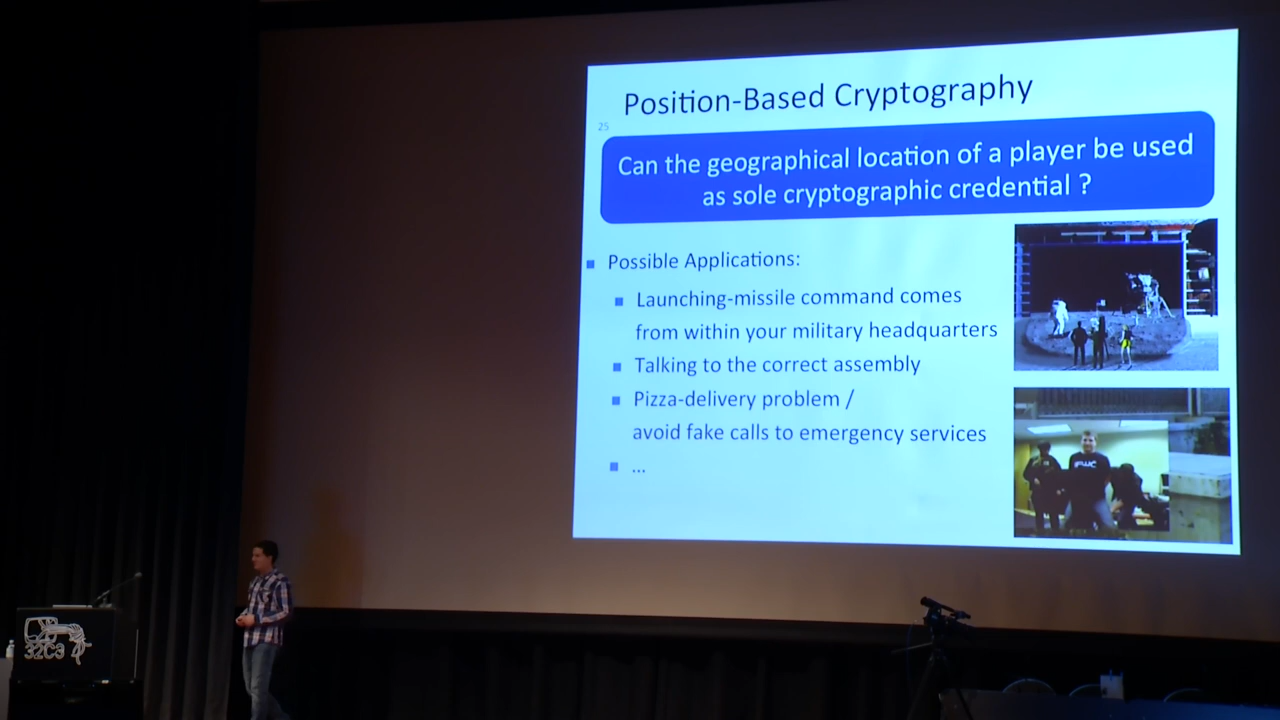 Position-Based Cryptography
25
Can the geographical location of a player be used
as sole cryptographic credential ?
Possible Applications:
Launching-missile command comes
from within your military headquarters
Talking to the correct assembly
Pizza-delivery problem /
avoid fake calls to emergency services
...
32C3